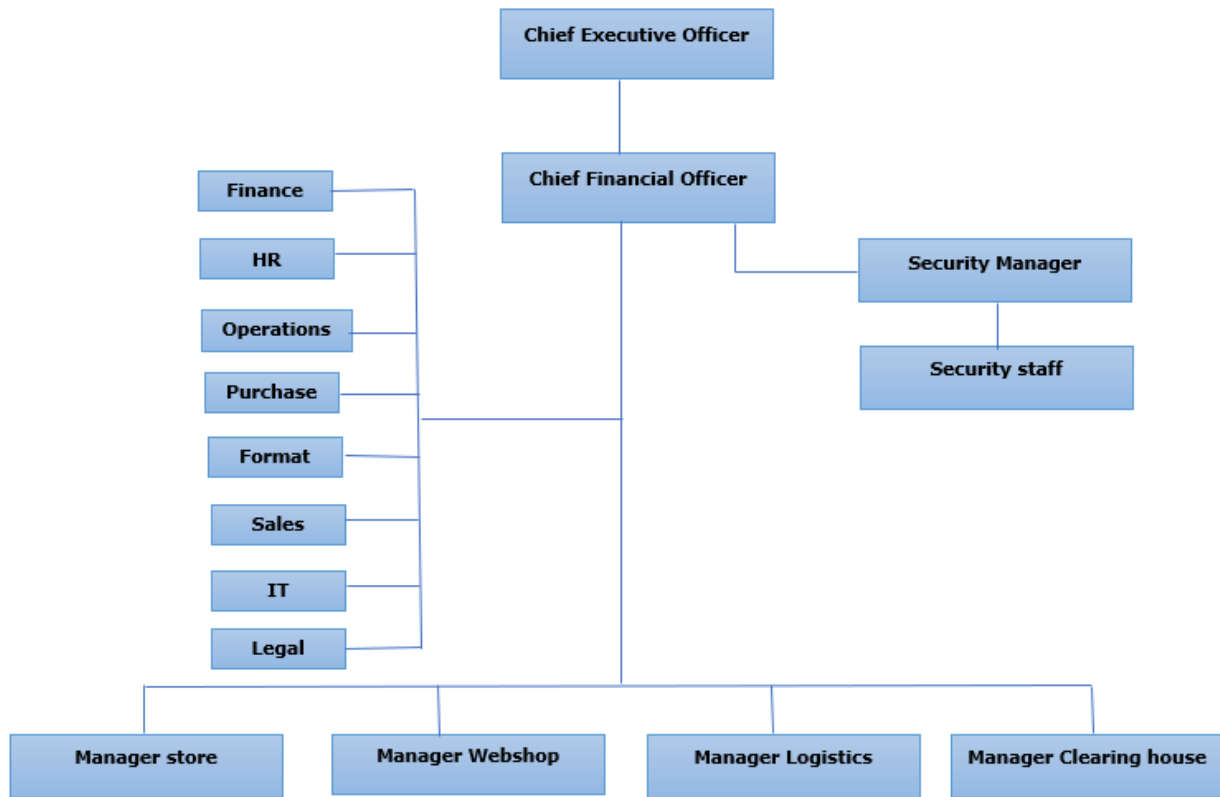 Chief Executive Officer
Chief Financial Officer
Finance
HR
Security Manager
Operations
Security staff
Purchase
Format
Sales
IT
Legal
Manager store
Manager Webshop
Manager Logistics
Manager Clearing house